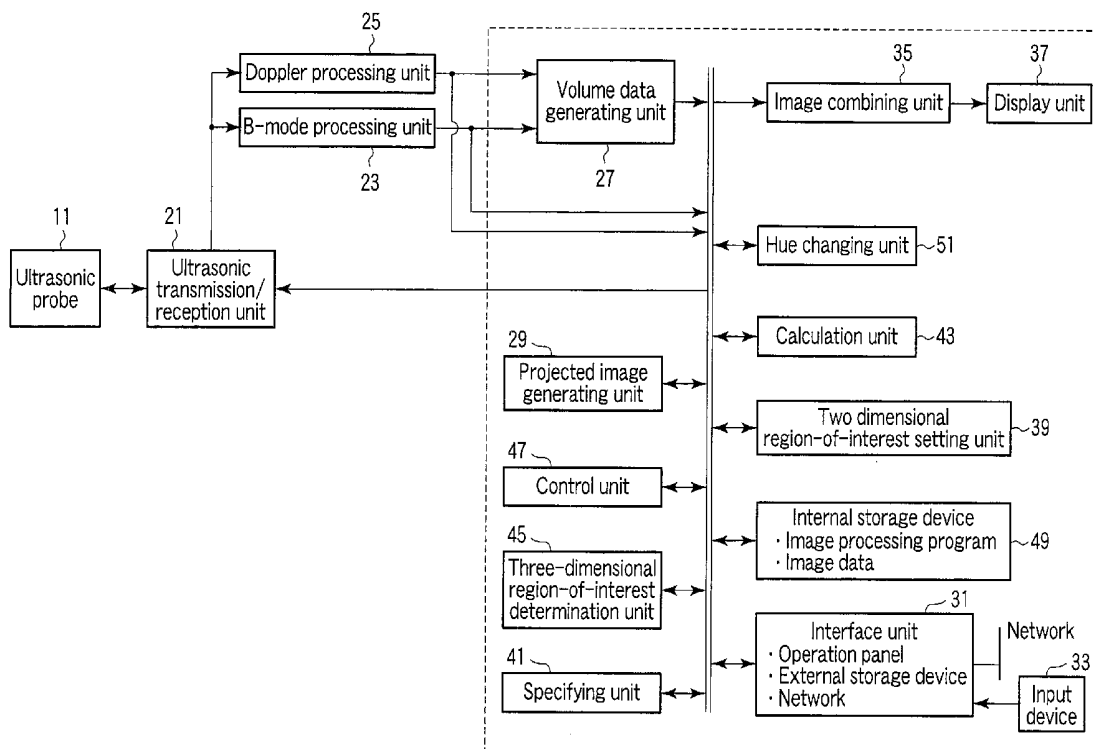 25
Doppler processing unit
B-mode processing unit
23
Volume data
generating unit
27
35
Image combining unit
37
Display unit
11
Ultrasonic
probe
21
Ultrasonic
transmission/
reception unit
Hue changing unit
51
Calculation unit
43
29
Projected image
generating unit
Two dimensional
region-of-interest setting unit
39
47
Control unit
Internal storage device
· Image processing program
· Image data
49
45
Three-dimensional
region-of-interest
determination unit
31
Interface unit
· Operation panel
· External storage device
· Network
Network
33
Input
device
41
Specifying unit